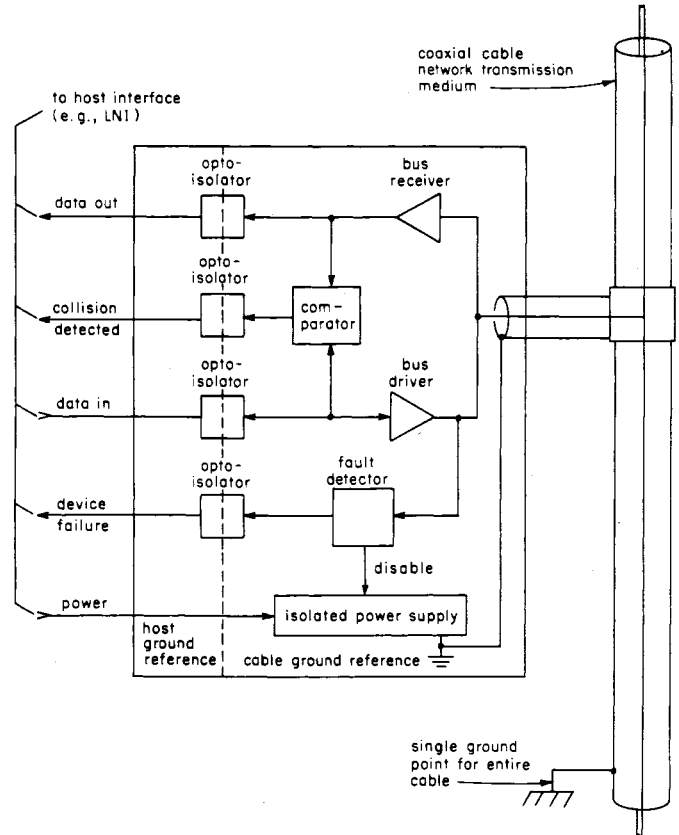 coaxial cable
network transmission
medium
to host interface
(e.g., LNI)
opto-
isolator
bus
receiver
data out
opto-
isolator
collision
detected
com-
parator
opto-
isolator
bus
driver
data in
opto-
isolator
fault
detector
device
failure
disable
power
isolated power supply
host
ground
reference
cable ground reference
single ground
point for entire
cable